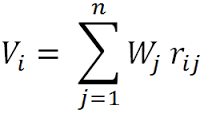 V_i = \sum_{j=1}^{n} W_j r_{ij}